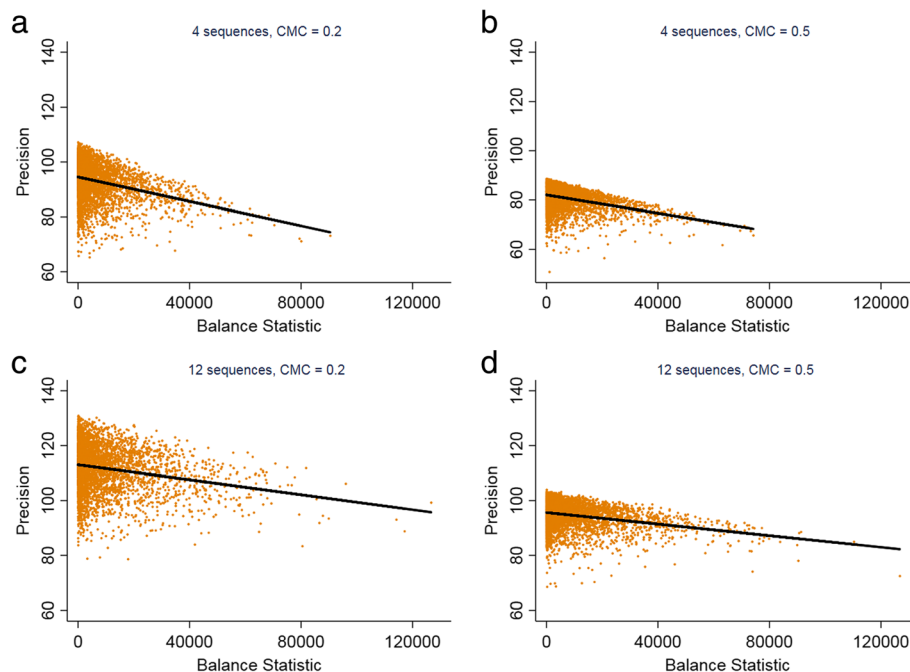 a
4 sequences, CMC = 0.2
140
120
100
80
60
Precision
0 40000 80000 120000
Balance Statistic
b
4 sequences, CMC = 0.5
140
120
100
80
60
Precision
0 40000 80000 120000
Balance Statistic
c
12 sequences, CMC = 0.2
140
120
100
80
60
Precision
0 40000 80000 120000
Balance Statistic
d
12 sequences, CMC = 0.5
140
120
100
80
60
Precision
0 40000 80000 120000
Balance Statistic